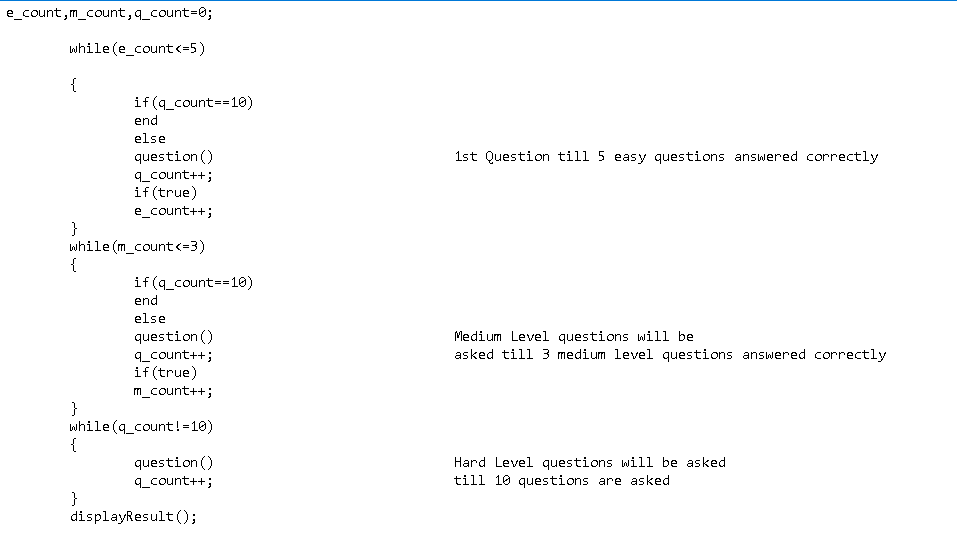 e_count,m_count,q_count=0;
while(e_count<=5)
{
if(q_count==10)
end
else
question() 1st Question till 5 easy questions answered correctly
q_count++;
if(true)
e_count++;
}
while(m_count<=3)
{
if(q_count==10)
end
else
question() Medium Level questions will be
q_count++; asked till 3 medium level questions answered correctly
if(true)
m_count++;
}
while(q_count!=10)
{
question() Hard Level questions will be asked
q_count++; till 10 questions are asked
}
displayResult();